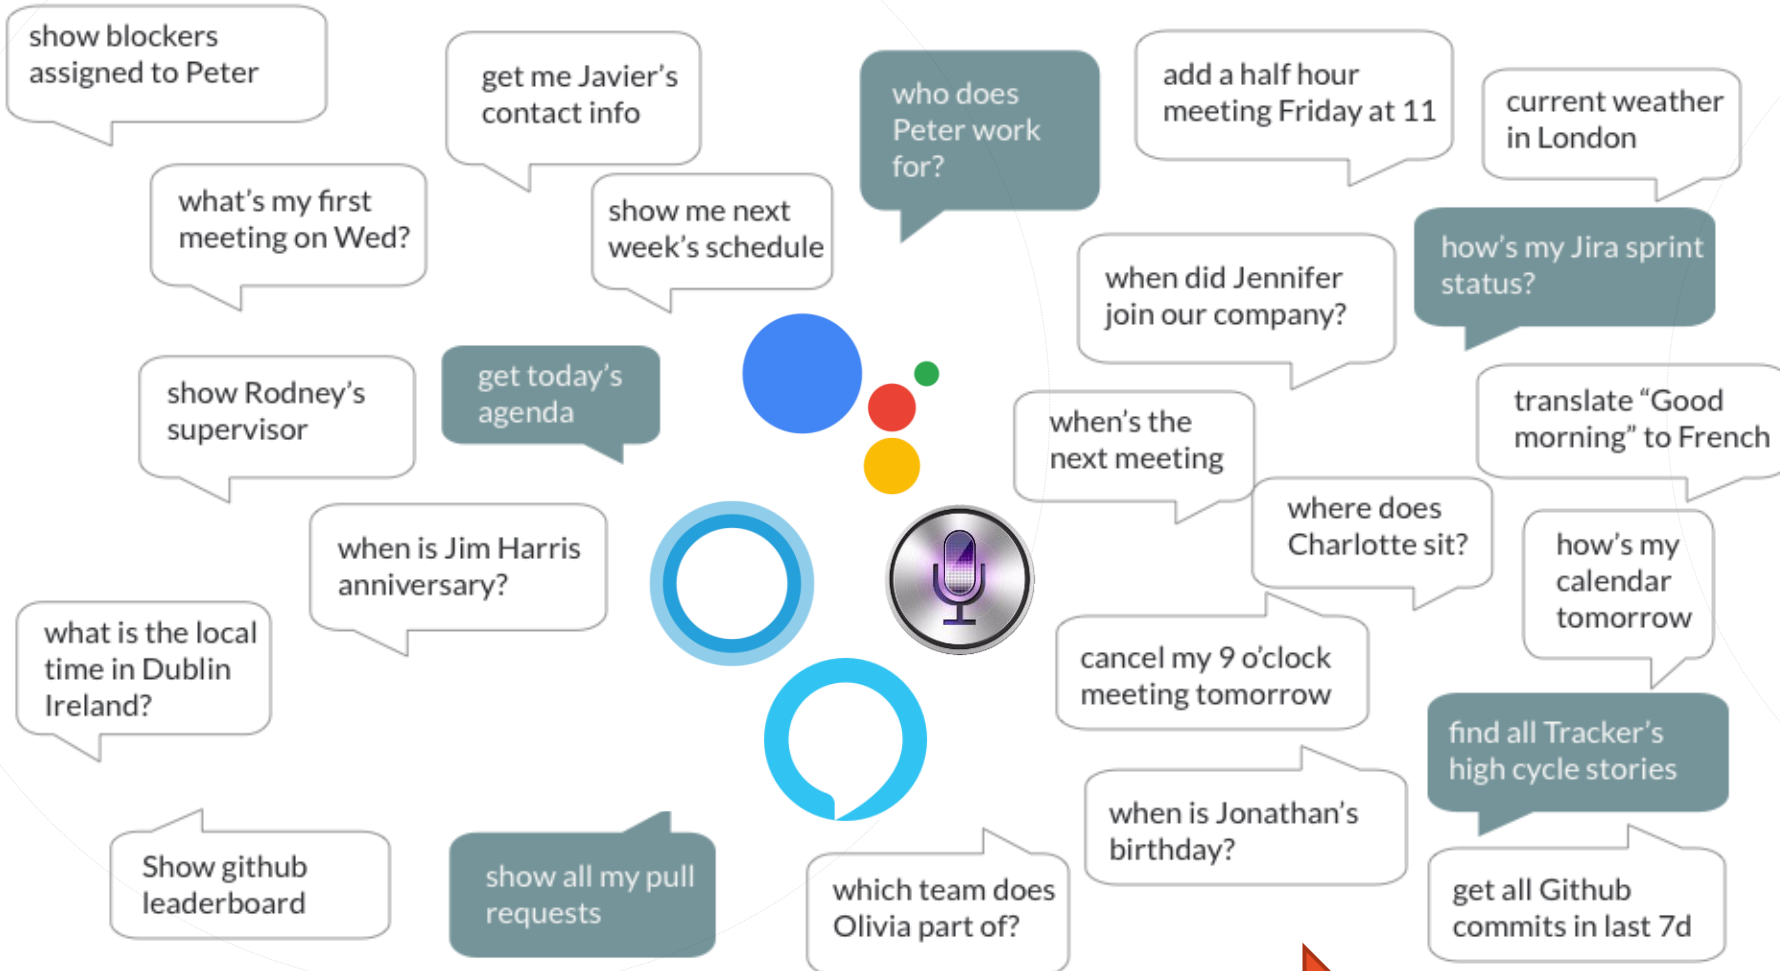 show blockers
assigned to Peter
get me Javier’s
contact info
who does
Peter work
for?
add a half hour
meeting Friday at 11
current weather
in London
what’s my first
meeting on Wed?
show me next
week’s schedule
when did Jennifer
join our company?
how’s my Jira sprint
status?
show Rodney’s
supervisor
get today’s
agenda
when’s the
next meeting
translate “Good
morning” to French
when is Jim Harris
anniversary?
where does
Charlotte sit?
how’s my
calendar
tomorrow
what is the local
time in Dublin
Ireland?
cancel my 9 o’clock
meeting tomorrow
find all Tracker’s
high cycle stories
when is Jonathan’s
birthday?
Show github
leaderboard
show all my pull
requests
which team does
Olivia part of?
get all Github
commits in last 7d